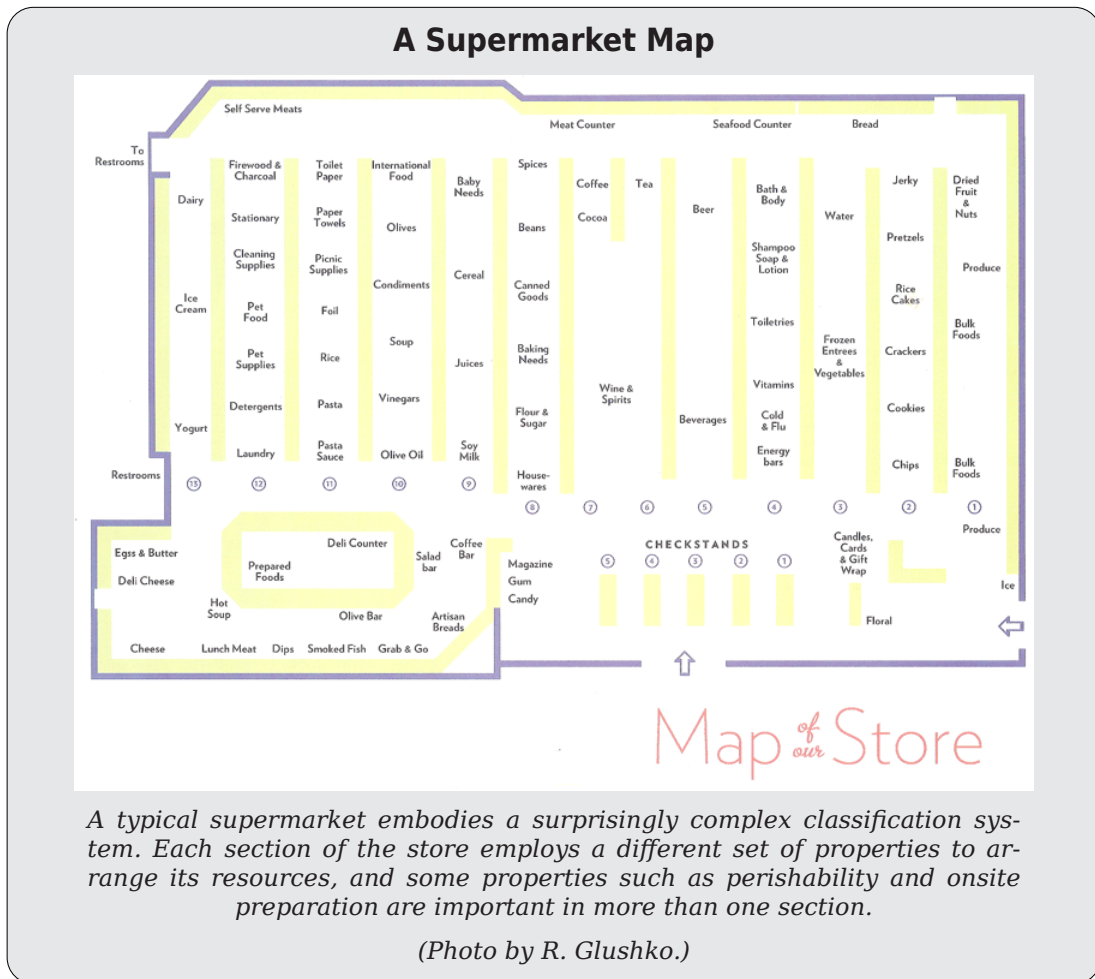 A Supermarket Map
Self Serve Meats
Meat Counter
Seafood Counter
Bread
To
Restrooms
Dairy
Ice
Cream
Yogurt
Restrooms
13
Firewood &
Charcoal
Stationary
Cleaning
Supplies
Pet
Food
Pet
Supplies
Detergents
Laundry
12
Toilet
Paper
Paper
Towels
Picnic
Supplies
Foil
Rice
Pasta
Pasta
Sauce
11
International
Food
Olives
Condiments
Soup
Vinegars
Olive Oil
10
Baby
Needs
Cereal
Juices
Soy
Milk
9
Spices
Beans
Canned
Goods
Baking
Needs
Flour &
Sugar
House-
wares
8
Coffee
Cocoa
7
Tea
Wine &
Spirits
6
Beer
Beverages
5
Bath &
Body
Shampoo
Soap &
Lotion
Toiletries
Vitamins
Cold
& Flu
Energy
bars
4
Water
Frozen
Entrees
&
Vegetables
3
Jerky
Pretzels
Rice
Cakes
Crackers
Cookies
Chips
2
Dried
Fruit
&
Nuts
Produce
Bulk
Foods
Bulk
Foods
1
Produce
Egss & Butter
Deli Cheese
Cheese
Prepared
Foods
Deli Counter
Hot
Soup
Salad
bar
Coffee
Bar
Olive Bar
Artisan
Breads
Lunch Meat
Dips
Smoked Fish
Grab & Go
Magazine
Gum
Candy
CHECKSTANDS
5
4
3
2
1
Candles,
Cards
& Gift
Wrap
Floral
Ice
Map of our Store
A typical supermarket embodies a surprisingly complex classification sys-
tem. Each section of the store employs a different set of properties to ar-
range its resources, and some properties such as perishability and onsite
preparation are important in more than one section.
(Photo by R. Glushko.)